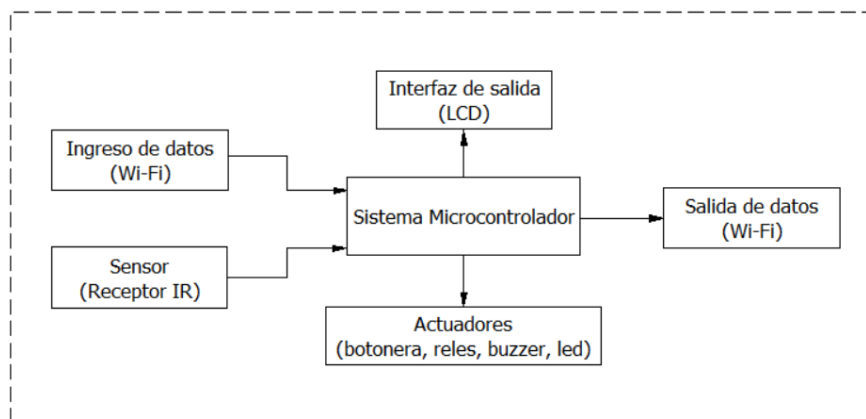 Interfaz de salida
(LCD)
Ingreso de datos
(Wi-Fi)
Sistema Microcontrolador
Salida de datos
(Wi-Fi)
Sensor
(Receptor IR)
Actuadores
(botonera, reles, buzzer, led)